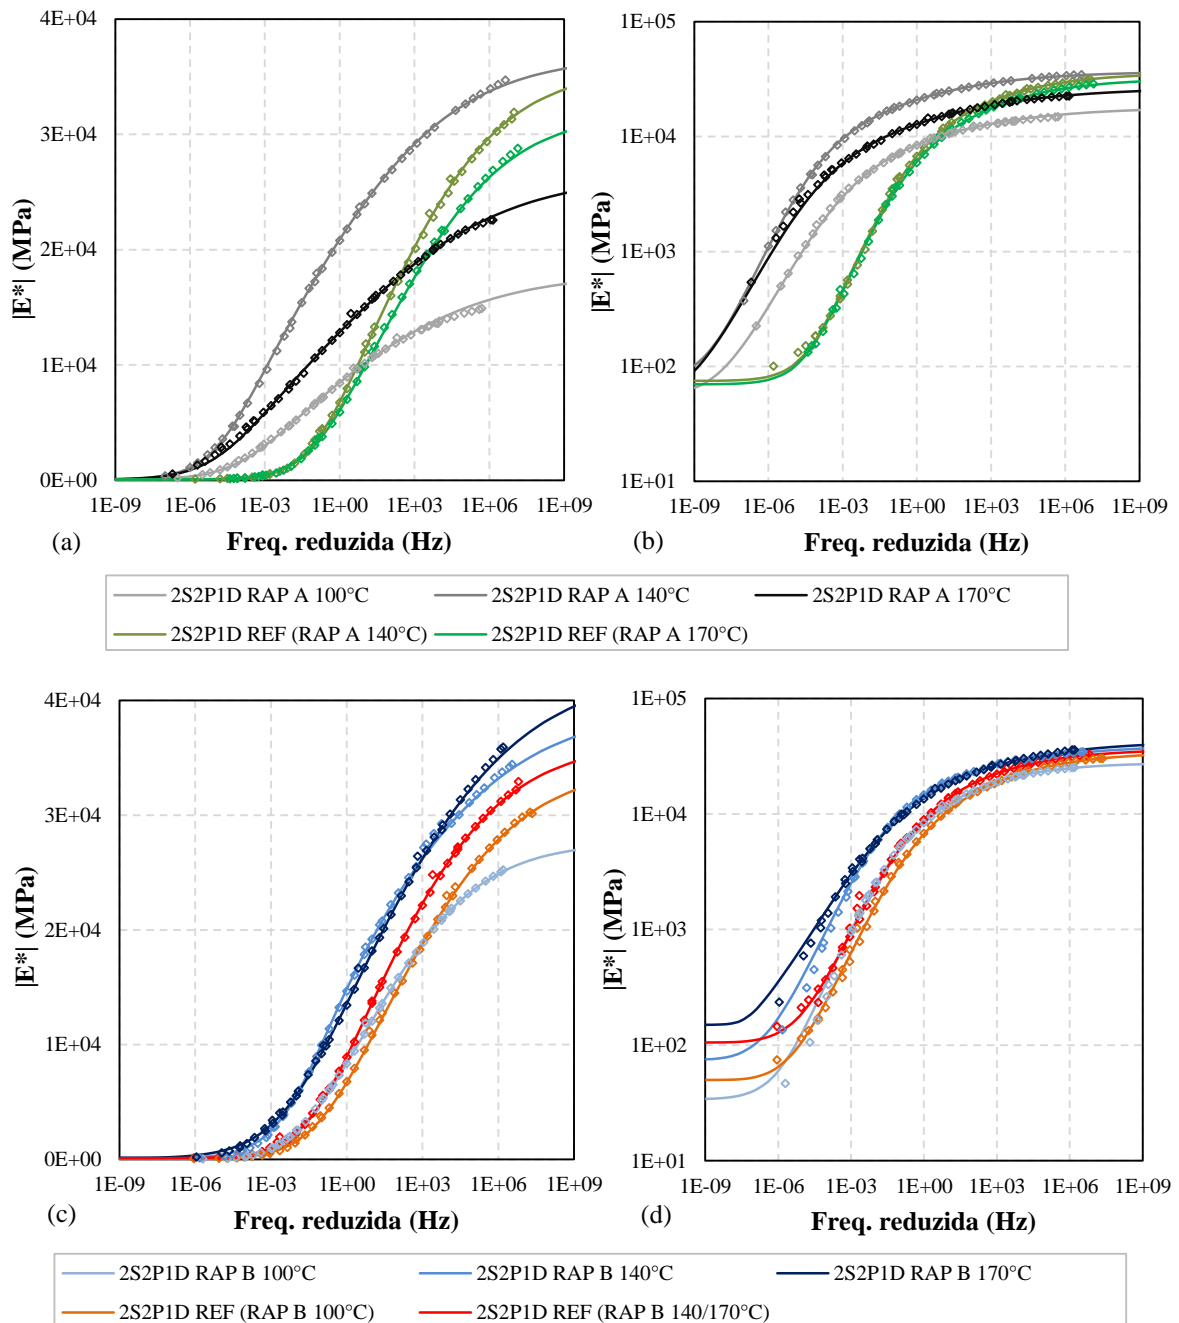 4E+04
3E+04
2E+04
1E+04
0E+00
|E*| (MPa)
1E-09 1E-06 1E-03 1E+00 1E+03 1E+06 1E+09
(a) Freq. reduzida (Hz)
1E+05
1E+04
1E+03
1E+02
1E+01
|E*| (MPa)
1E-09 1E-06 1E-03 1E+00 1E+03 1E+06 1E+09
(b) Freq. reduzida (Hz)
2S2P1D RAP A 100°C 2S2P1D RAP A 140°C 2S2P1D RAP A 170°C
2S2P1D REF (RAP A 140°C) 2S2P1D REF (RAP A 170°C)
4E+04
3E+04
2E+04
1E+04
0E+00
|E*| (MPa)
1E-09 1E-06 1E-03 1E+00 1E+03 1E+06 1E+09
(c) Freq. reduzida (Hz)
1E+05
1E+04
1E+03
1E+02
1E+01
|E*| (MPa)
1E-09 1E-06 1E-03 1E+00 1E+03 1E+06 1E+09
(d) Freq. reduzida (Hz)
2S2P1D RAP B 100°C 2S2P1D RAP B 140°C 2S2P1D RAP B 170°C
2S2P1D REF (RAP B 100°C) 2S2P1D REF (RAP B 140/170°C)